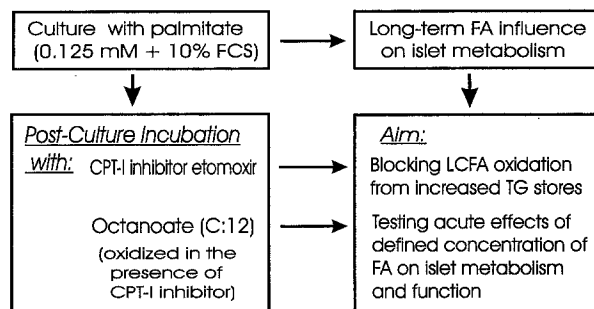 Culture with palmitate
(0.125 mM + 10% FCS)
Long-term FA influence
on islet metabolism
Post-Culture Incubation
with: CPT-I inhibitor etomoxir
Octanoate (C:12)
(oxidized in the
presence of
CPT-I inhibitor)
Aim:
Blocking LCFA oxidation
from increased TG stores
Testing acute effects of
defined concentration of
FA on islet metabolism
and function